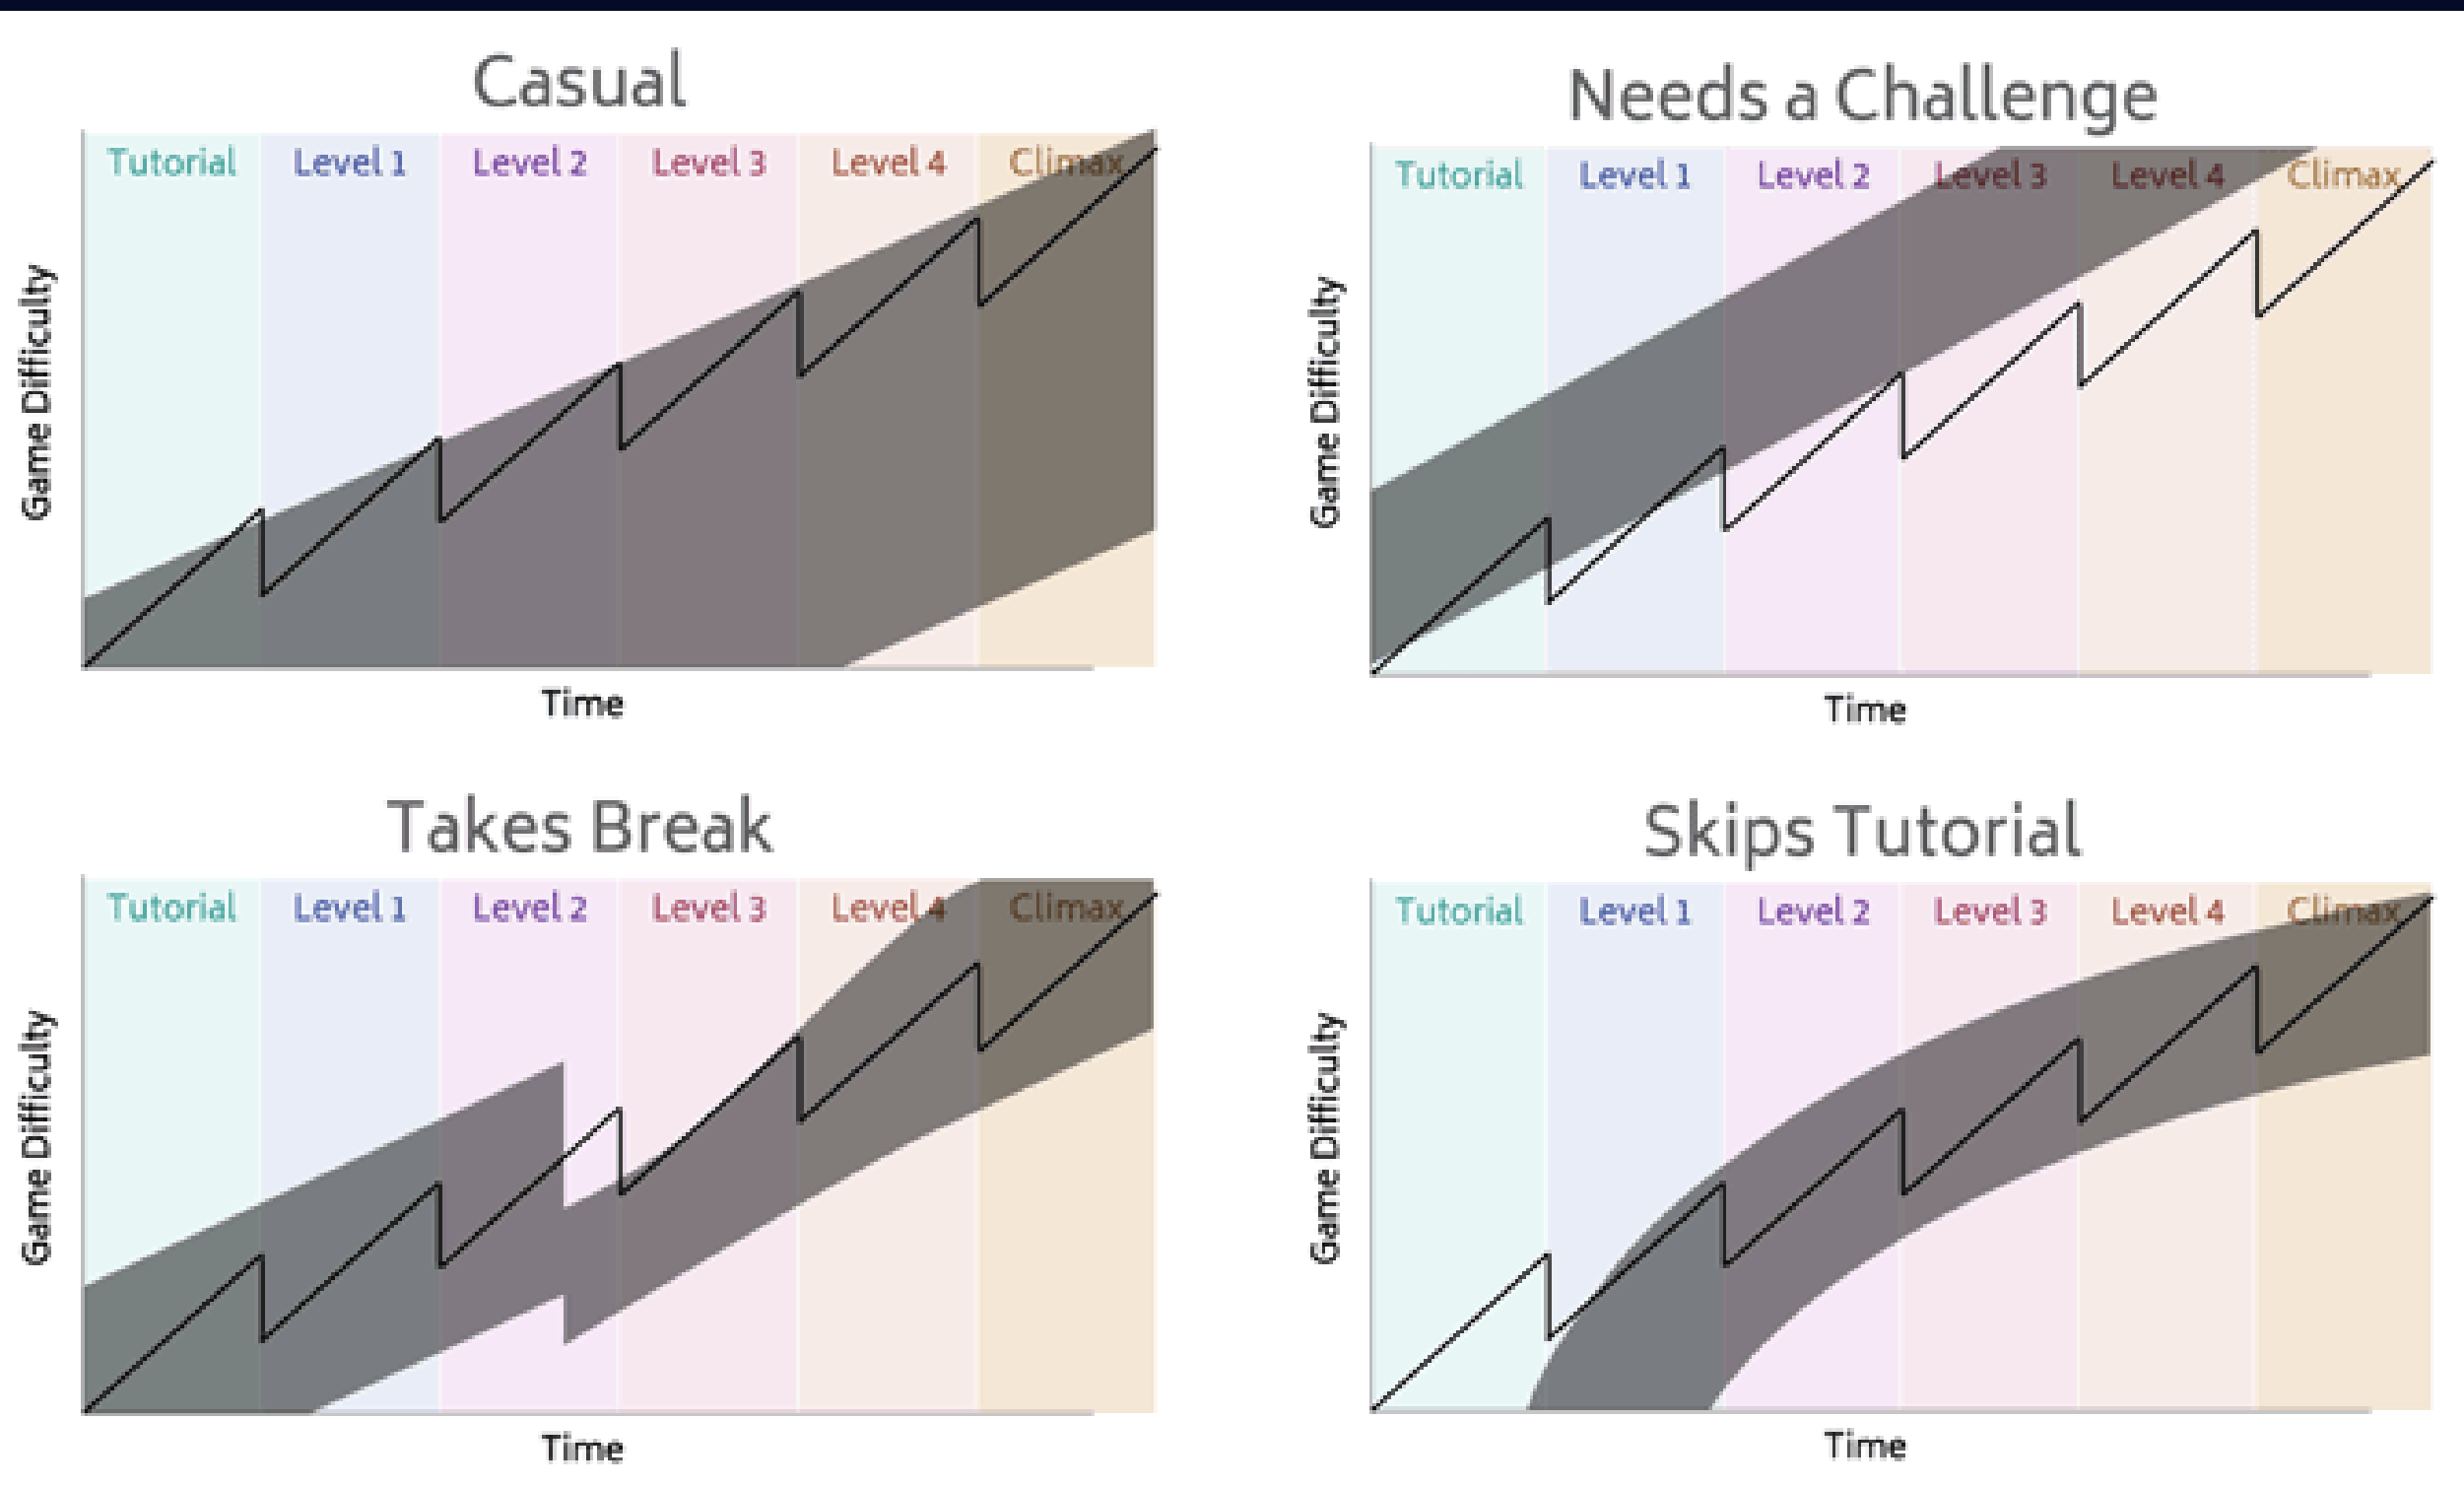 Casual
Tutorial
Level 1
Level 2
Level 3
Level 4
Climax
Game Difficulty
Time
Needs a Challenge
Tutorial
Level 1
Level 2
Level 3
Level 4
Climax
Game Difficulty
Time
Takes Break
Tutorial
Level 1
Level 2
Level 3
Level 4
Climax
Game Difficulty
Time
Skips Tutorial
Tutorial
Level 1
Level 2
Level 3
Level 4
Climax
Game Difficulty
Time